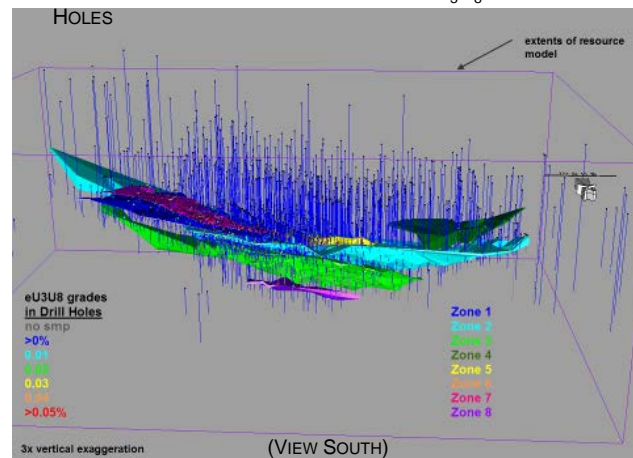 HOLES
extents of resource
model
eU3U8 grades
in Drill Holes
no smp
>0%
0.01
0.02
0.03
0.04
>0.05%
Zone 1
Zone 2
Zone 3
Zone 4
Zone 5
Zone 6
Zone 7
Zone 8
3x vertical exaggeration
(VIEW SOUTH)